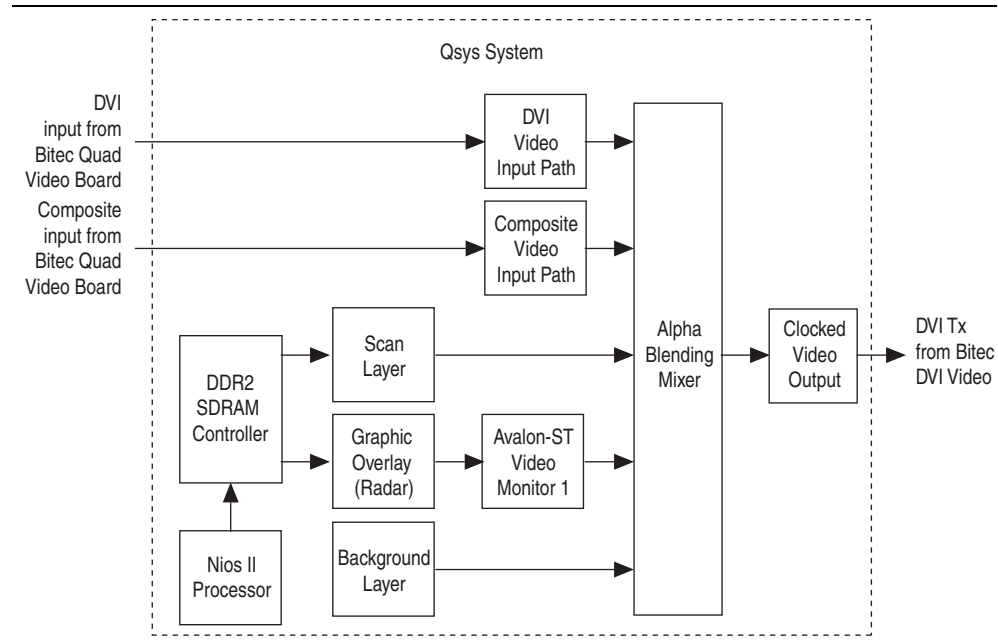 Qsys System
DVI
input from
Bitec Quad
Video Board
DVI
Video
Input Path
Composite
input from
Bitec Quad
Video Board
Composite
Video
Input Path
DDR2
SDRAM
Controller
Scan
Layer
Alpha
Blending
Mixer
Clocked
Video
Output
DVI Tx
from Bitec
DVI Video
Graphic
Overlay
(Radar)
Avalon-ST
Video
Monitor 1
Nios II
Processor
Background
Layer